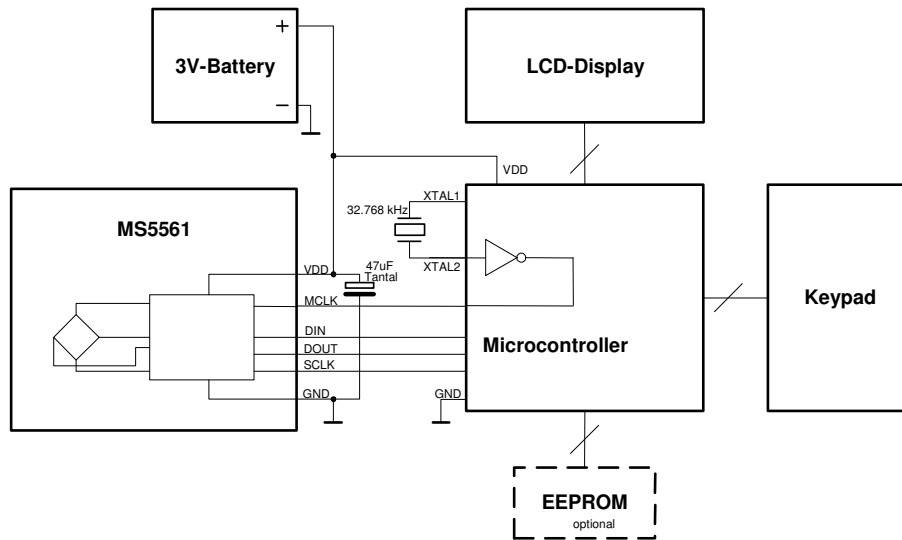 +
3V-Battery
−
LCD-Display
VDD
XTAL1
32.768 kHz
XTAL2
MS5561
VDD
47uF
Tantal
MCLK
DIN
DOUT
SCLK
GND
Microcontroller
GND
Keypad
EEPROM
optional